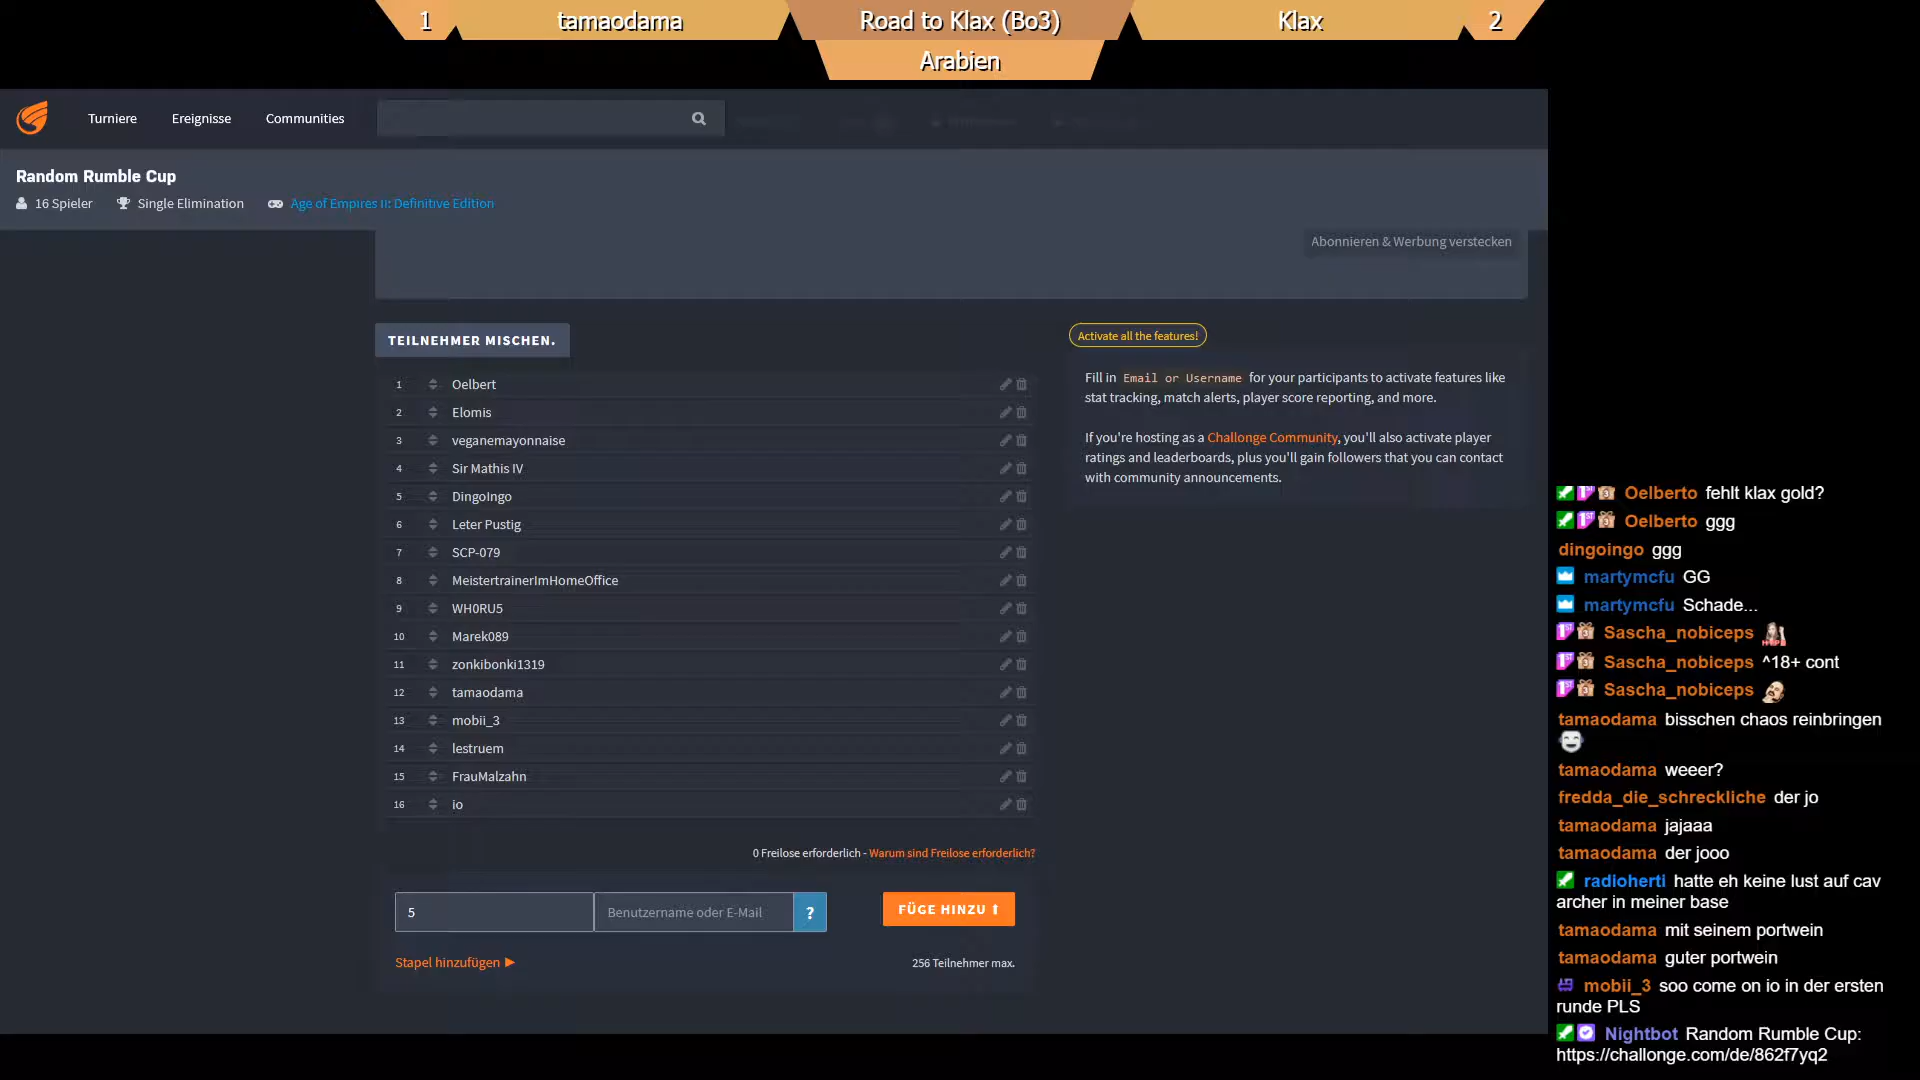 1
tamaodama
Road to Klax (Bo3)
Klax
2
Arabien
Turniere
Ereignisse
Communities
Random Rumble Cup
16 Spieler
Single Elimination
Age of Empires II: Definitive Edition
Abonnieren & Werbung verstecken
TEILNEHMER MISCHEN.
1 Oelbert
2 Elomis
3 veganemayonnaise
4 Sir Mathis IV
5 DingoIngo
6 Leter Pustig
7 SCP-079
8 MeistertrainerImHomeOffice
9 WH0RU5
10 Marek089
11 zonkibonki1319
12 tamaodama
13 mobii_3
14 lestruem
15 FrauMalzahn
16 io
0 Freilose erforderlich - Warum sind Freilose erforderlich?
5
Benutzername oder E-Mail
?
FÜGE HINZU
Stapel hinzufügen
256 Teilnehmer max.
Activate all the features!
Fill in Email or Username for your participants to activate features like
stat tracking, match alerts, player score reporting, and more.
If you're hosting as a Challonge Community, you'll also activate player
ratings and leaderboards, plus you'll gain followers that you can contact
with community announcements.
Oelberto fehlt klax gold?
Oelberto ggg
dingoingo ggg
martymcfu GG
martymcfu Schade...
Sascha_nobiceps
Sascha_nobiceps ^18+ cont
Sascha_nobiceps
tamaodama bisschen chaos reinbringen
tamaodama weeer?
fredda_die_schreckliche der jo
tamaodama jajaaa
tamaodama der jooo
radioherti hatte eh keine lust auf cav
archer in meiner base
tamaodama mit seinem portwein
tamaodama guter portwein
mobii_3 soo come on io in der ersten
runde PLS
Nightbot Random Rumble Cup:
https://challonge.com/de/862f7yq2